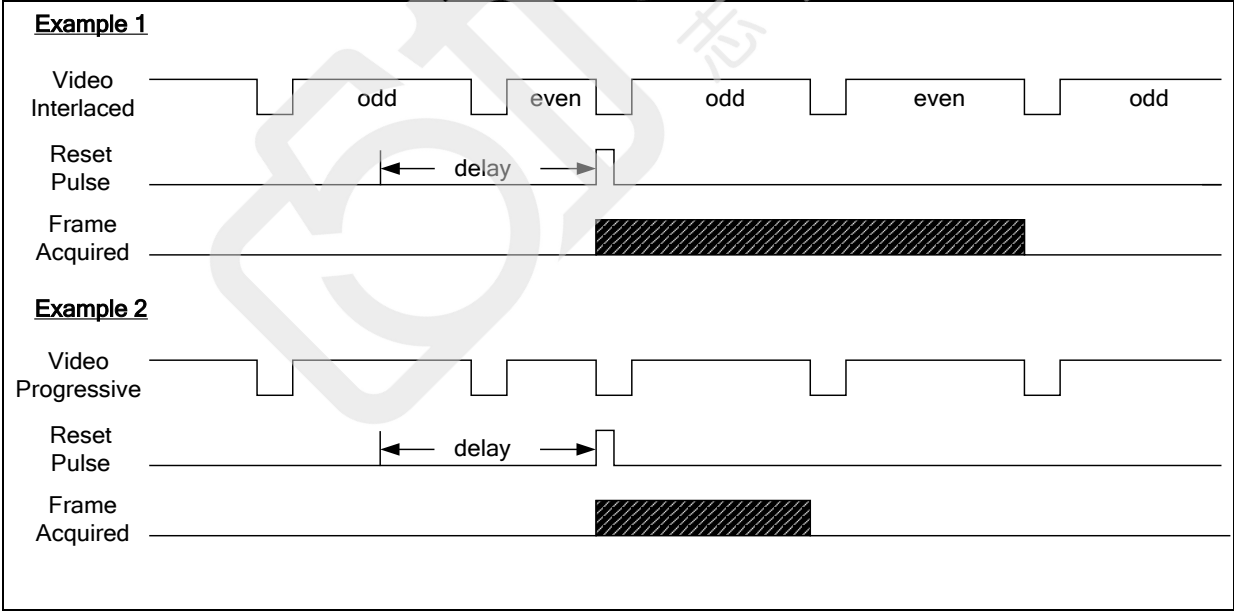 Example 1
Video
Interlaced
odd even odd even odd
Reset
Pulse
delay
Frame
Acquired
Example 2
Video
Progressive
Reset
Pulse
delay
Frame
Acquired
志